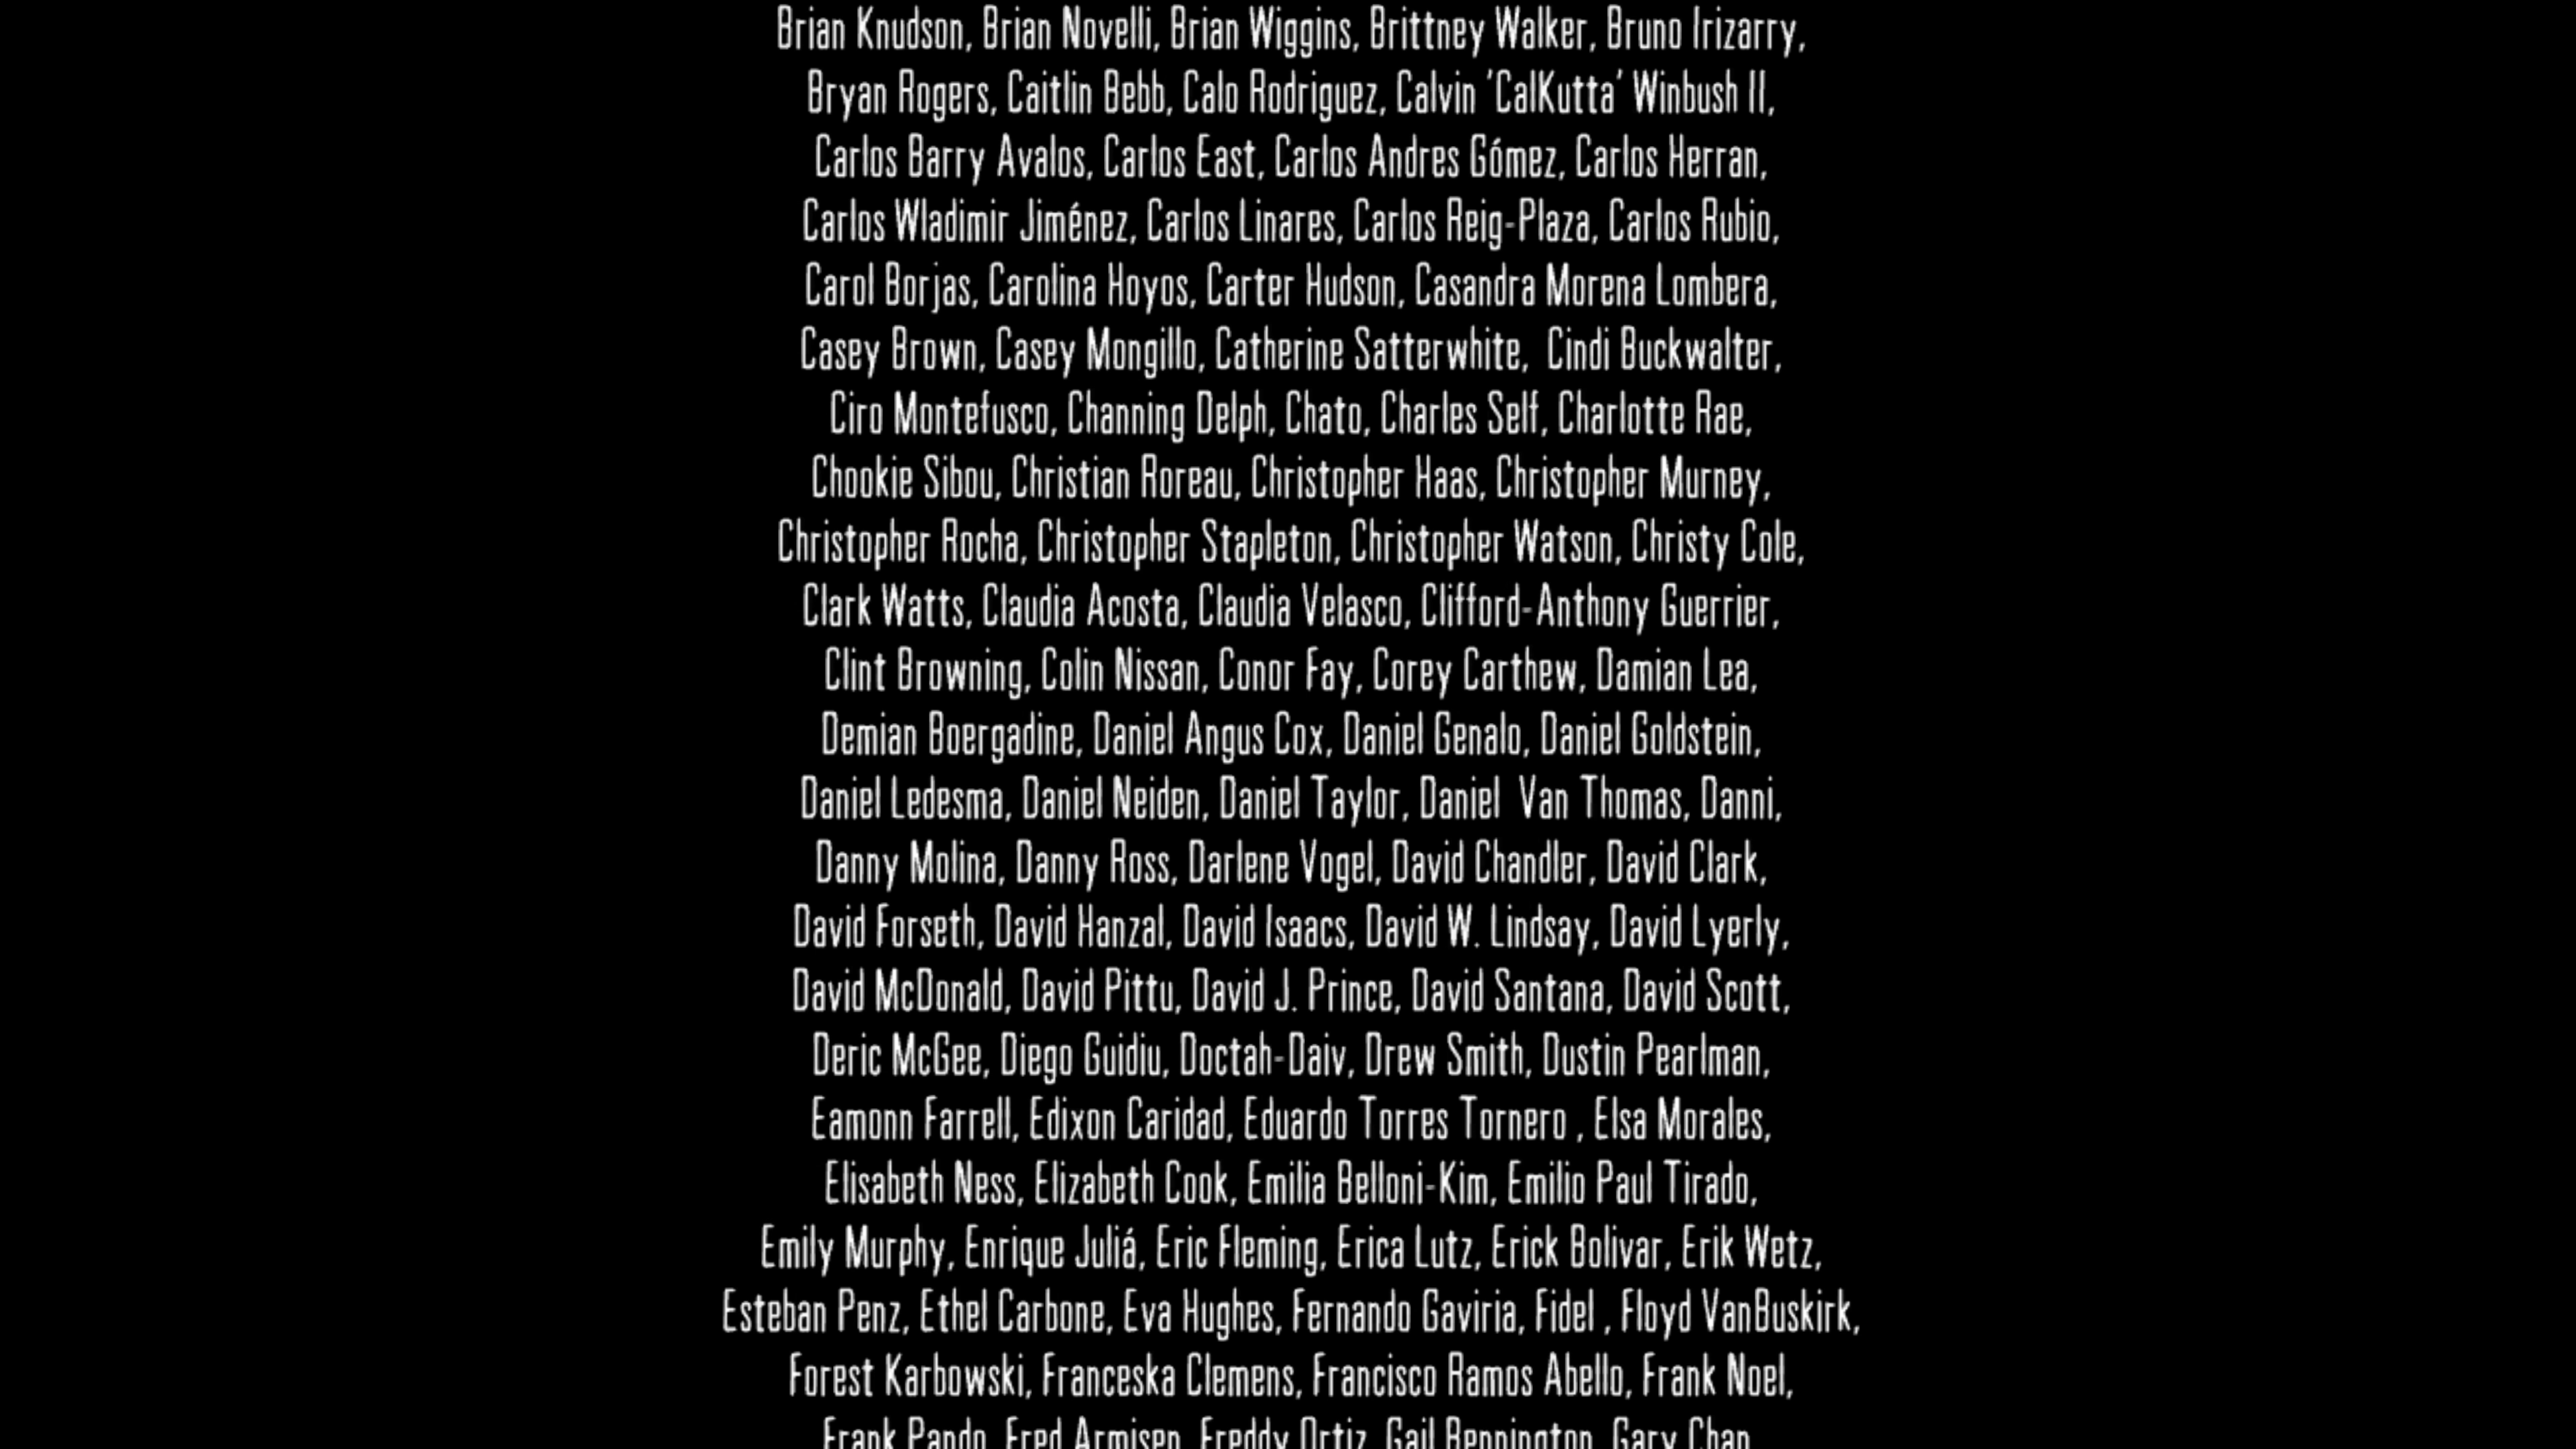 Brian Knudson, Brian Novelli, Brian Wiggins, Brittney Walker, Bruno Irizarry,
Bryan Rogers, Caitlin Bebb, Calo Rodriguez, Calvin 'CalKutta' Winbush II,
Carlos Barry Avalos, Carlos East, Carlos Andres Gómez, Carlos Herran,
Carlos Wladimir Jiménez, Carlos Linares, Carlos Reig-Plaza, Carlos Rubio,
Carol Borjas, Carolina Hoyos, Carter Hudson, Casandra Morena Lombera,
Casey Brown, Casey Mongillo, Catherine Satterwhite,  Cindi Buckwalter,
Ciro Montefusco, Channing Delph, Chato, Charles Self, Charlotte Rae,
Chookie Sibou, Christian Roreau, Christopher Haas, Christopher Murney,
Christopher Rocha, Christopher Stapleton, Christopher Watson, Christy Cole,
Clark Watts, Claudia Acosta, Claudia Velasco, Clifford-Anthony Guerrier,
Clint Browning, Colin Nissan, Conor Fay, Corey Carthew, Damian Lea,
Demian Boergadine, Daniel Angus Cox, Daniel Genalo, Daniel Goldstein,
Daniel Ledesma, Daniel Neiden, Daniel Taylor, Daniel  Van Thomas, Danni,
Danny Molina, Danny Ross, Darlene Vogel, David Chandler, David Clark,
David Forseth, David Hanzal, David Isaacs, David W. Lindsay, David Lyerly,
David McDonald, David Pittu, David J. Prince, David Santana, David Scott,
Deric McGee, Diego Guidiu, Doctah-Daiv, Drew Smith, Dustin Pearlman,
Eamonn Farrell, Edixon Caridad, Eduardo Torres Tornero , Elsa Morales,
Elisabeth Ness, Elizabeth Cook, Emilia Belloni-Kim, Emilio Paul Tirado,
Emily Murphy, Enrique Juliá, Eric Fleming, Erica Lutz, Erick Bolivar, Erik Wetz,
Esteban Penz, Ethel Carbone, Eva Hughes, Fernando Gaviria, Fidel , Floyd VanBuskirk,
Forest Karbowski, Franceska Clemens, Francisco Ramos Abello, Frank Noel,
Frank Pando, Fred Armisen, Freddy Ortiz, Gail Bennington, Gary Chan